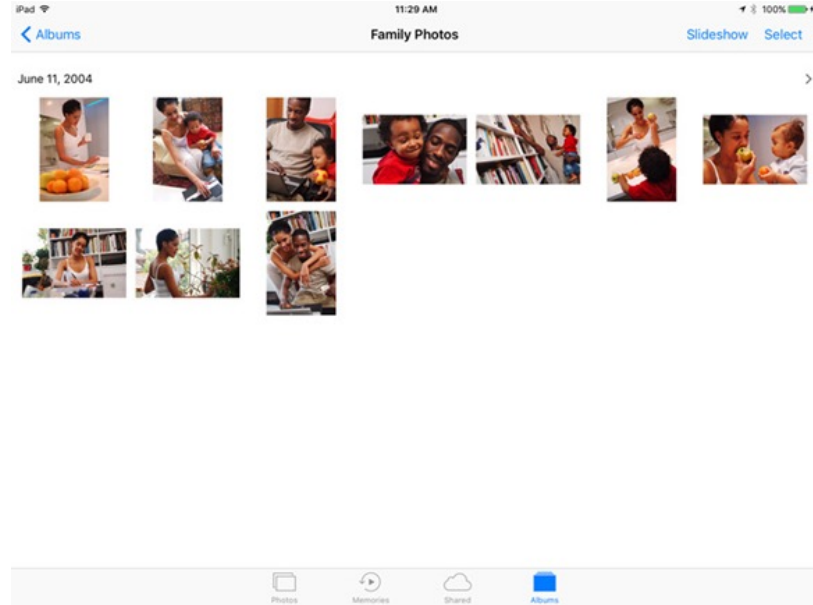 iPad 11:29 AM 100%
Albums Family Photos Slideshow Select
June 11, 2004
Photos Memories Shared Albums